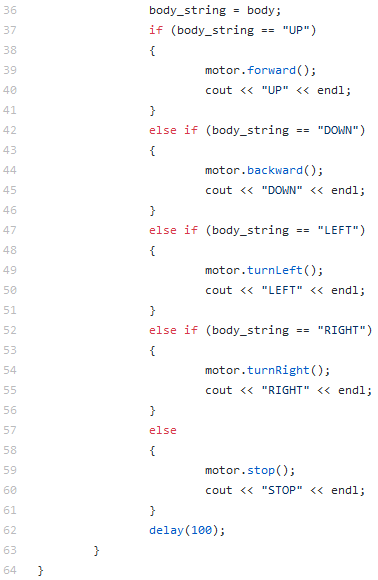 36 body_string = body;
37 if (body_string == "UP")
38 {
39 motor.forward();
40 cout << "UP" << endl;
41 }
42 else if (body_string == "DOWN")
43 {
44 motor.backward();
45 cout << "DOWN" << endl;
46 }
47 else if (body_string == "LEFT")
48 {
49 motor.turnLeft();
50 cout << "LEFT" << endl;
51 }
52 else if (body_string == "RIGHT")
53 {
54 motor.turnRight();
55 cout << "RIGHT" << endl;
56 }
57 else
58 {
59 motor.stop();
60 cout << "STOP" << endl;
61 }
62 delay(100);
63 }
64 }